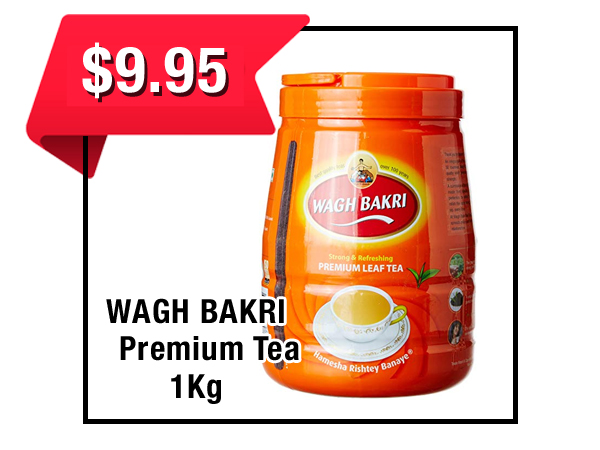 $9.95
WAGH BAKRI
Strong & Refreshing
PREMIUM LEAF TEA
Hamesha Rishtey Banaye®
WAGH BAKRI
Premium Tea
1Kg